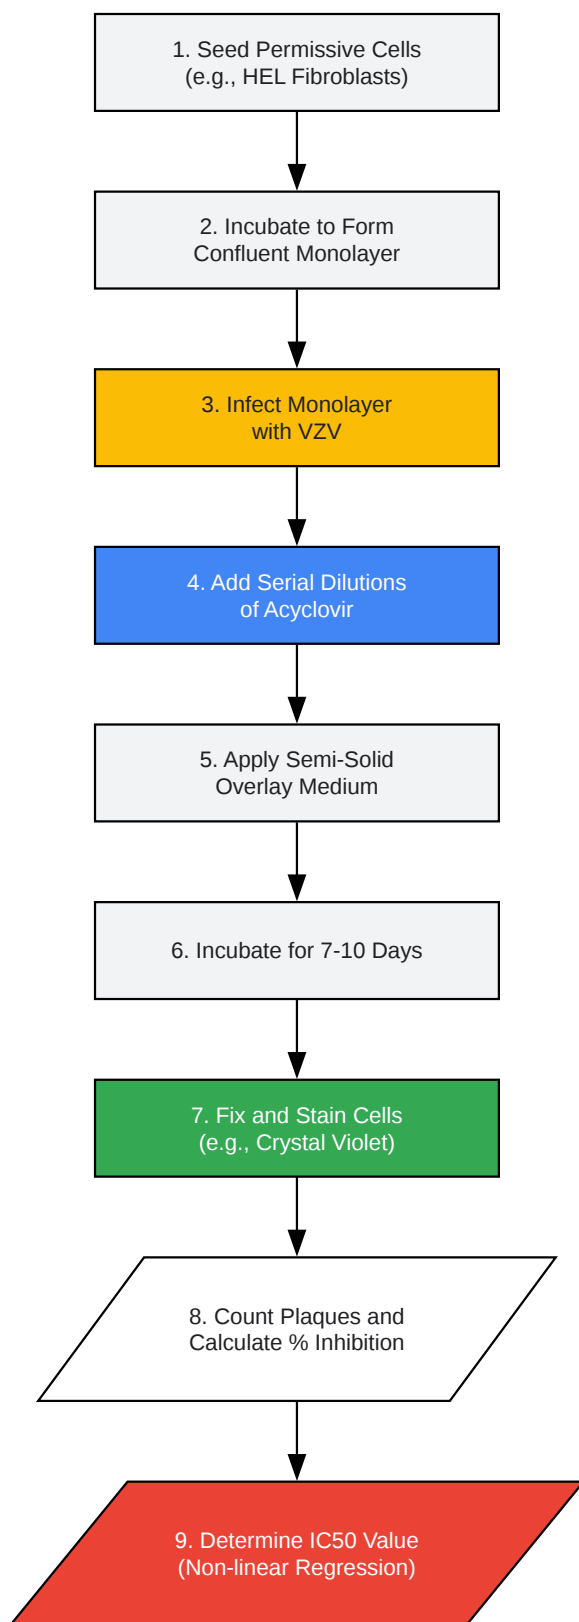 1. Seed Permissive Cells
(e.g., HEL Fibroblasts)
2. Incubate to Form
Confluent Monolayer
3. Infect Monolayer
with VZV
4. Add Serial Dilutions
of Acyclovir
5. Apply Semi-Solid
Overlay Medium
6. Incubate for 7-10 Days
7. Fix and Stain Cells
(e.g., Crystal Violet)
8. Count Plaques and
Calculate % Inhibition
9. Determine IC50 Value
(Non-linear Regression)